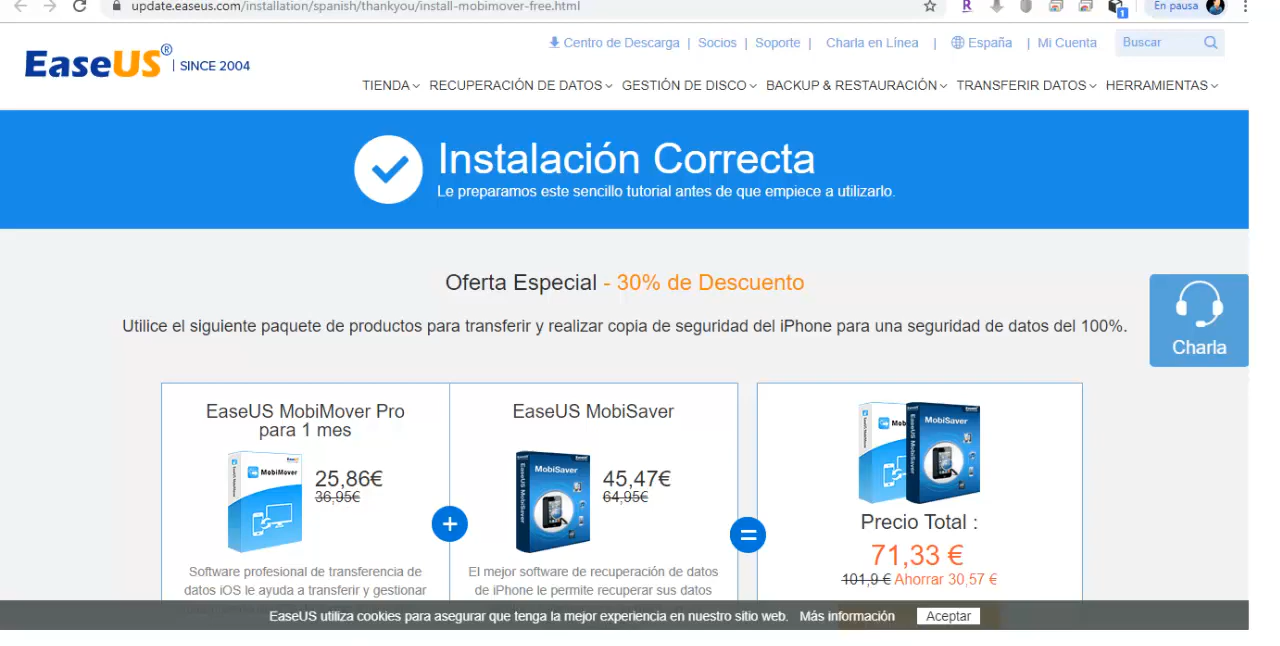 update.easeus.com/installation/spanish/thankyou/install-mobimover-free.html
En pausa
1
EaseUS® | SINCE 2004
Centro de Descarga | Socios | Soporte | Charla en Línea | España | Mi Cuenta
Buscar
TIENDA RECUPERACIÓN DE DATOS GESTIÓN DE DISCO BACKUP & RESTAURACIÓN TRANSFERIR DATOS HERRAMIENTAS
Instalación Correcta
Le preparamos este sencillo tutorial antes de que empiece a utilizarlo.
Oferta Especial - 30% de Descuento
Utilice el siguiente paquete de productos para transferir y realizar copia de seguridad del iPhone para una seguridad de datos del 100%.
Charla
EaseUS MobiMover Pro
para 1 mes
MobiMover
25,86€
36,95€
Software profesional de transferencia de
datos iOS le ayuda a transferir y gestionar
+
EaseUS MobiSaver
MobiSaver
EaseUS MobiSaver
45,47€
64,95€
El mejor software de recuperación de datos
de iPhone le permite recuperar sus datos
=
MobiSaver
EaseUS MobiSaver
Precio Total :
71,33 €
101,9 € Ahorrar 30,57 €
EaseUS utiliza cookies para asegurar que tenga la mejor experiencia en nuestro sitio web. Más información Aceptar